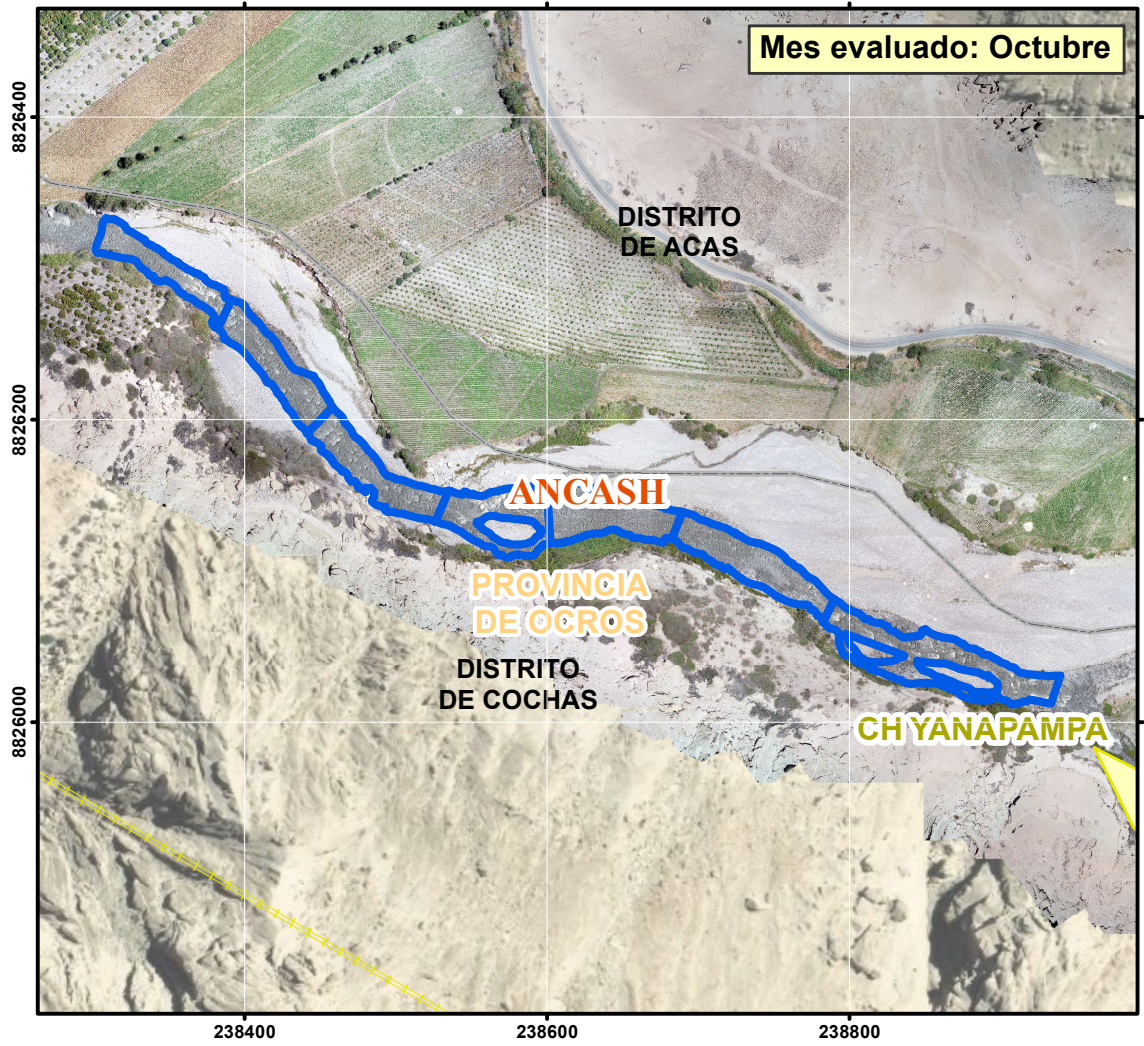 Mes evaluado: Octubre
8826400
DISTRITO
DE ACAS
8826200
ANCASH
PROVINCIA
DE OCROS
DISTRITO
DE COCHAS
8826000
CH YANAPAMPA
238400
238600
238800